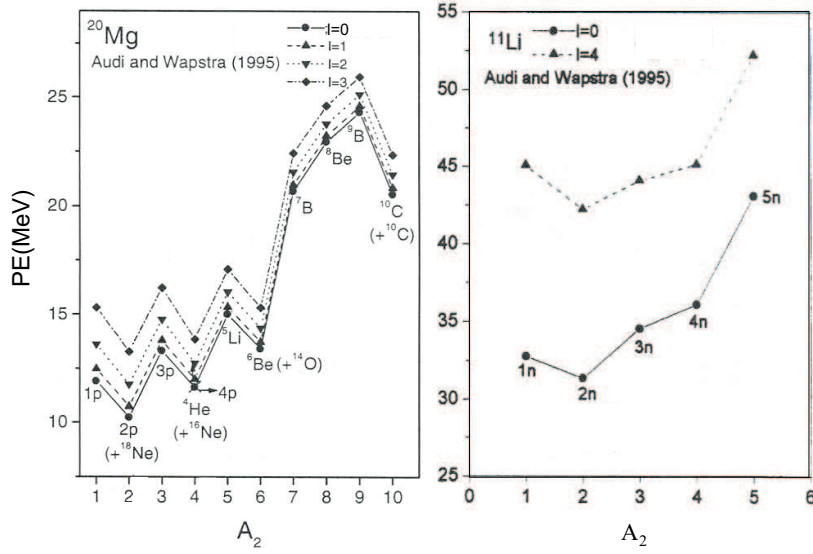 ²⁰Mg
Audi and Wapstra (1995)
l=0
l=1
l=2
l=3
PE(MeV)
25
20
15
10
1p
2p
(+¹⁸Ne)
3p
⁴He
(+¹⁶Ne)
4p
⁵Li
⁶Be (+¹⁴O)
⁷B
⁸Be
⁹B
¹⁰C
(+¹⁰C)
1 2 3 4 5 6 7 8 9 10
A₂
¹¹Li
l=0
l=4
Audi and Wapstra (1995)
55
50
45
40
35
30
25
1n
2n
3n
4n
5n
0 1 2 3 4 5 6
A₂